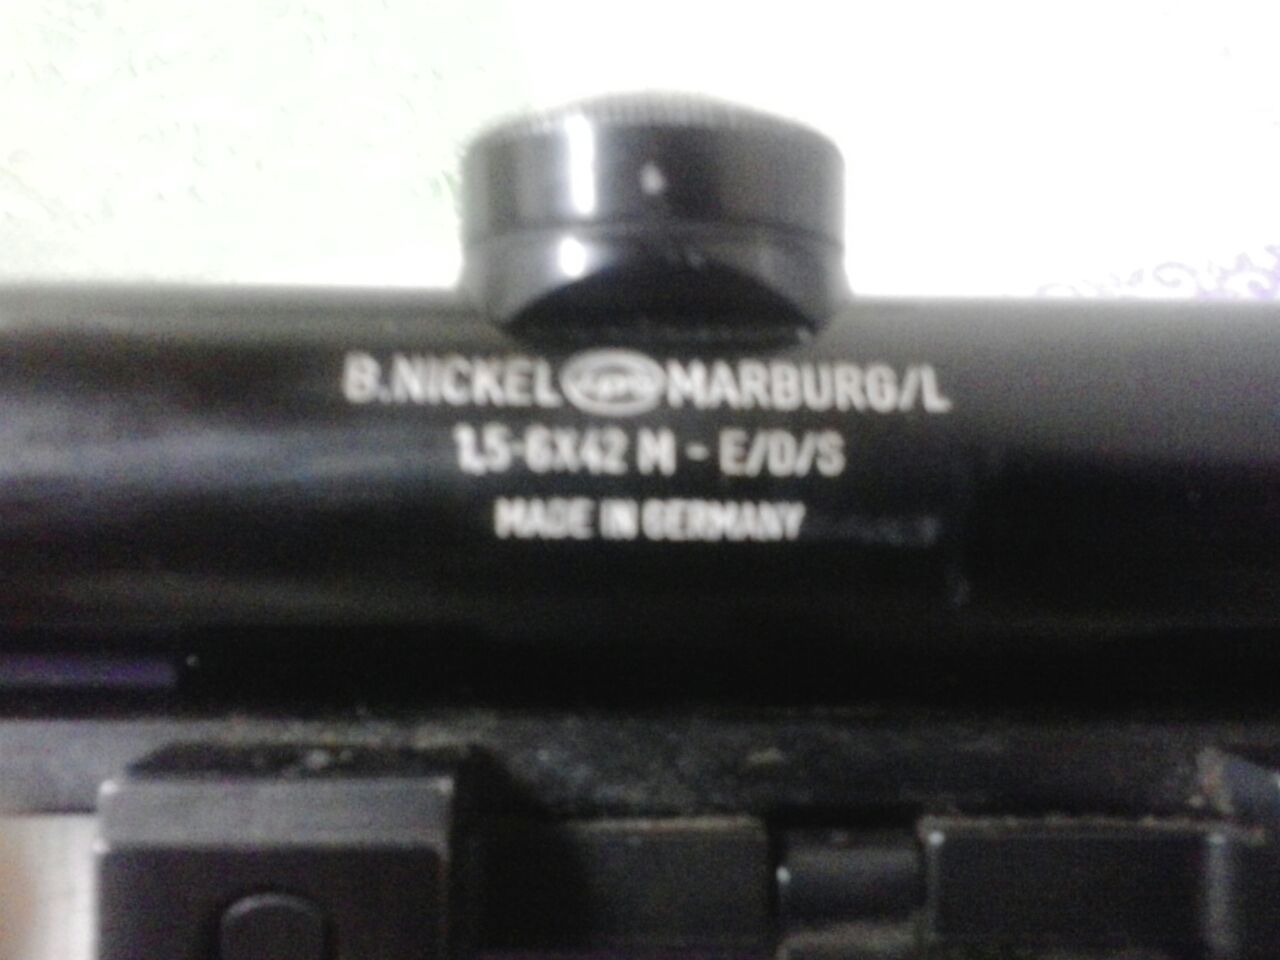 B.NICKEL MARBURG/L
1,5-6X42 M - E/D/S
MADE IN GERMANY